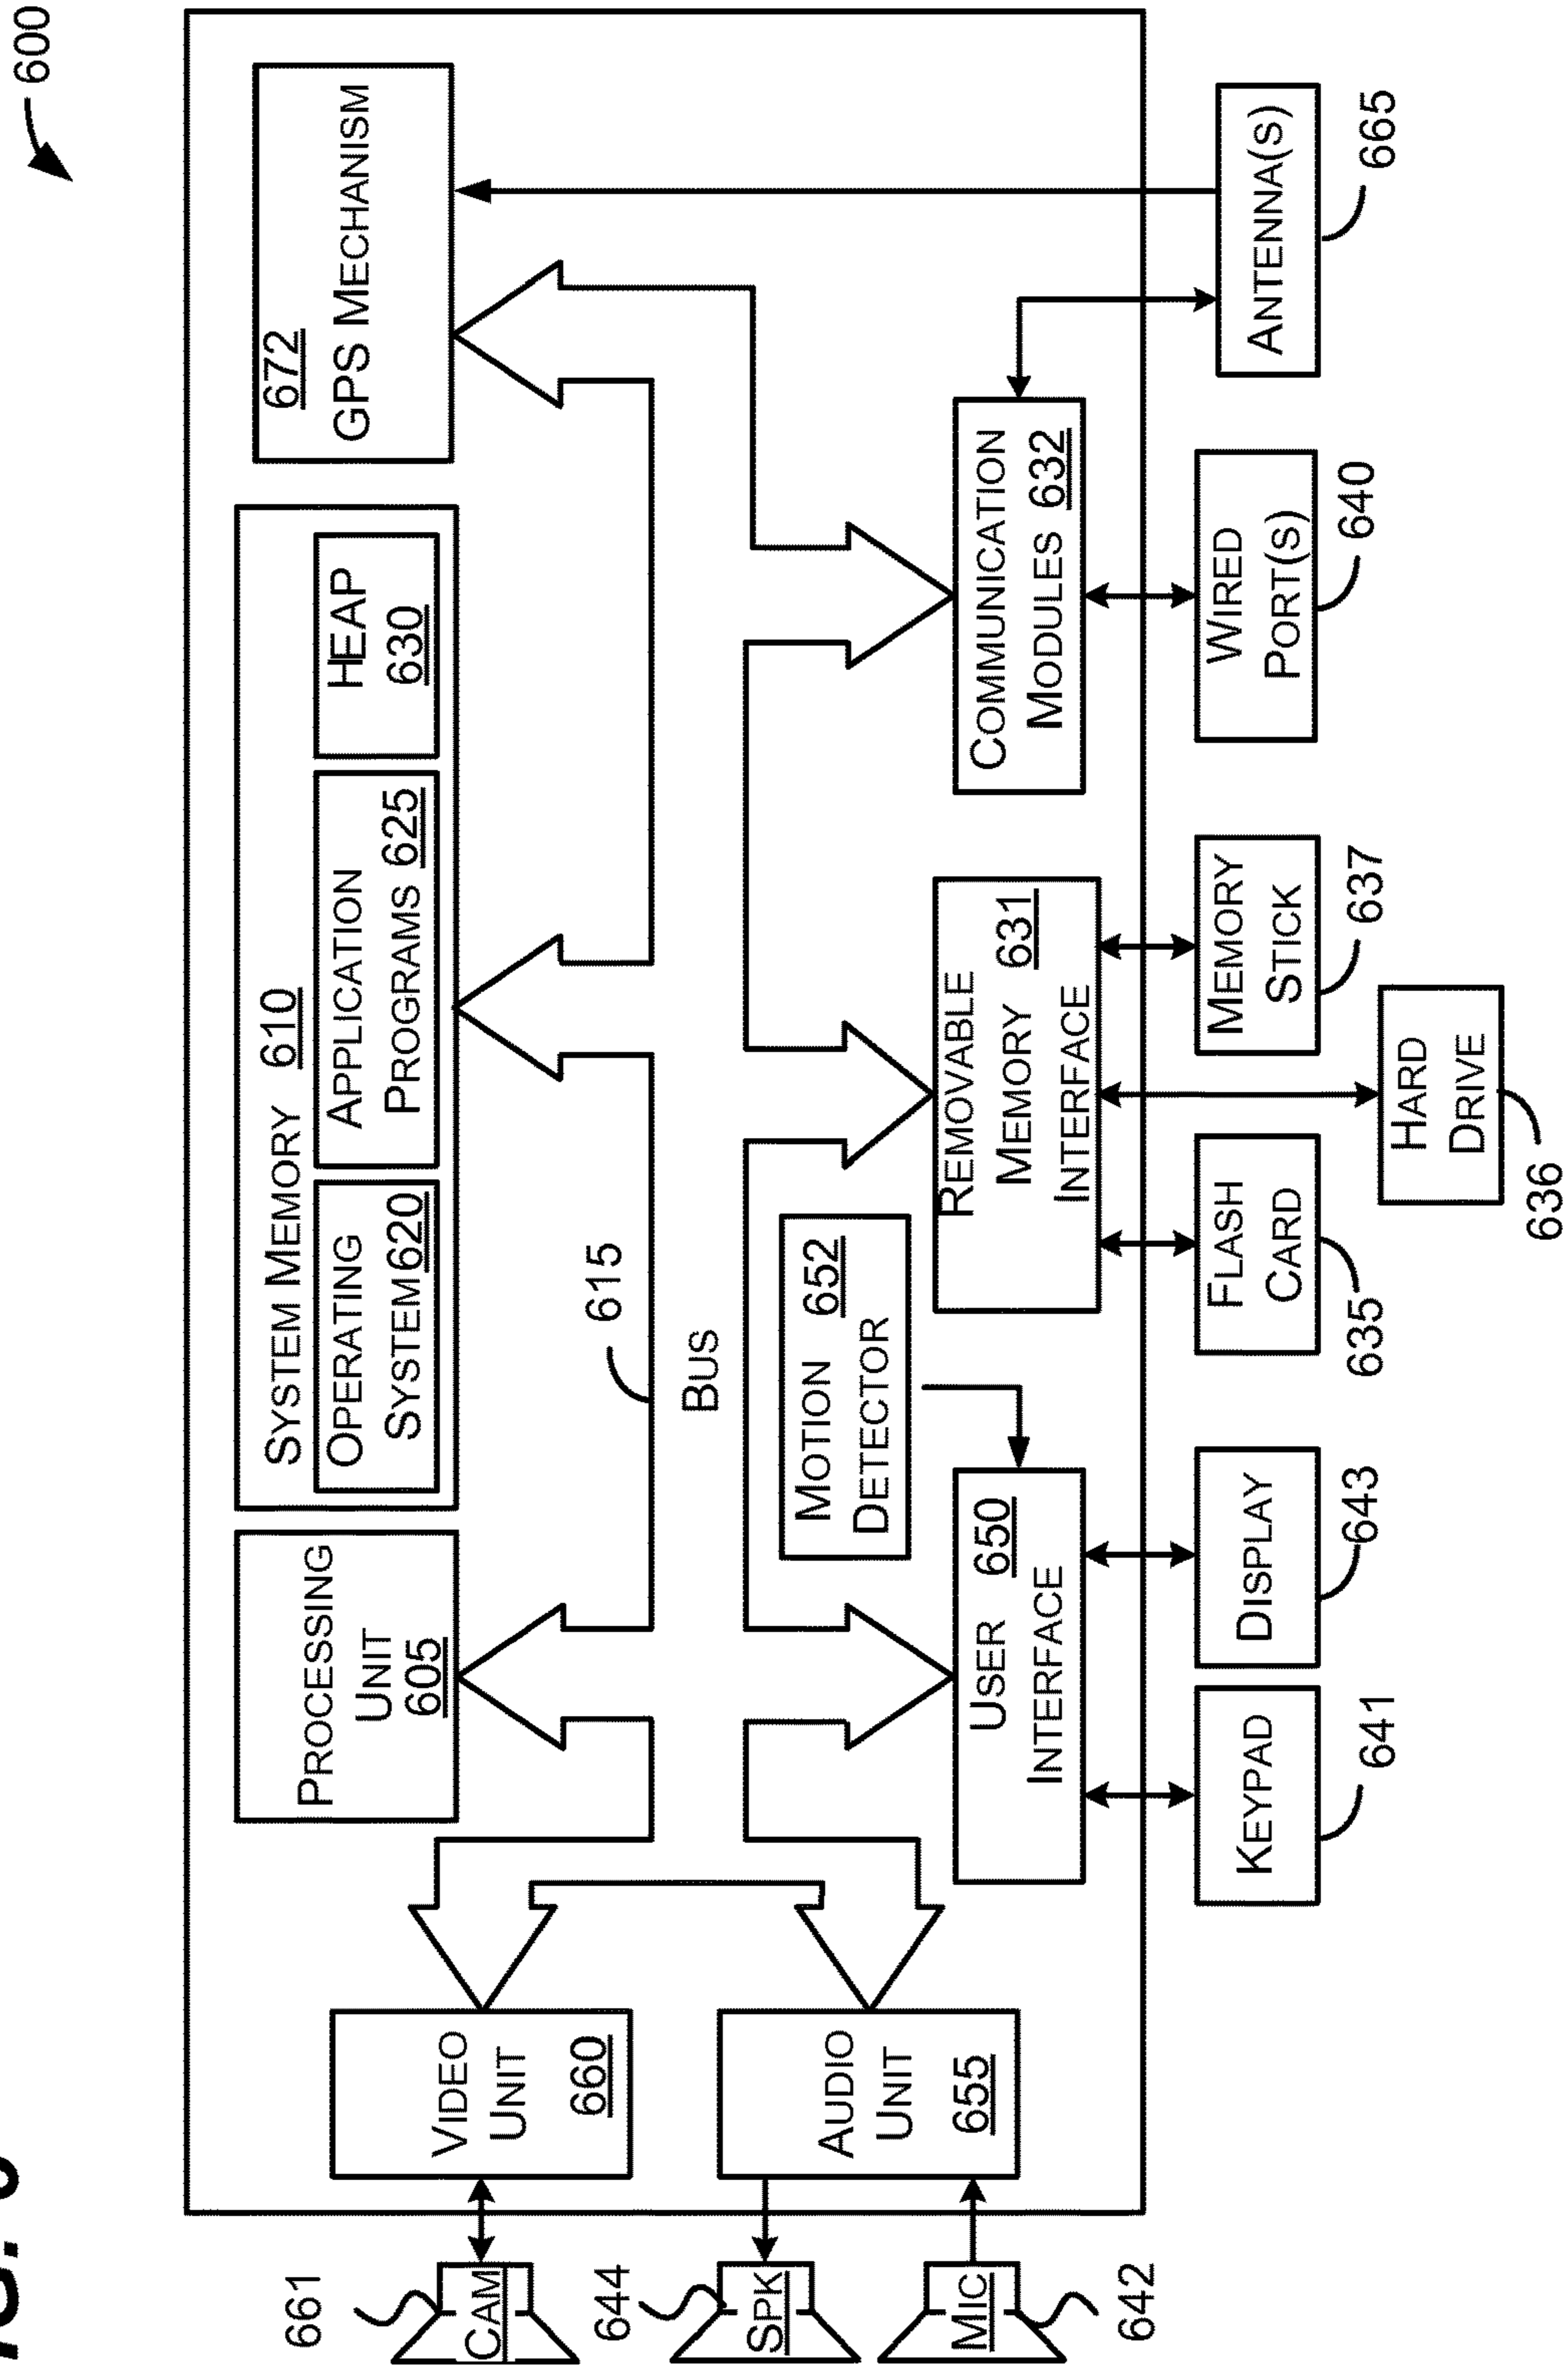 600
PROCESSING
UNIT
605
SYSTEM MEMORY 610
OPERATING
SYSTEM 620
APPLICATION
PROGRAMS 625
HEAP
630
672
GPS MECHANISM
661
CAM
VIDEO
UNIT
660
615
BUS
644
SPK
MIC
642
AUDIO
UNIT
655
MOTION 652
DETECTOR
USER 650
INTERFACE
REMOVABLE
MEMORY 631
INTERFACE
COMMUNICATION
MODULES 632
KEYPAD
641
DISPLAY
643
FLASH
CARD
635
MEMORY
STICK
637
WIRED
PORT(S)
640
ANTENNA(S)
665
HARD
DRIVE
636